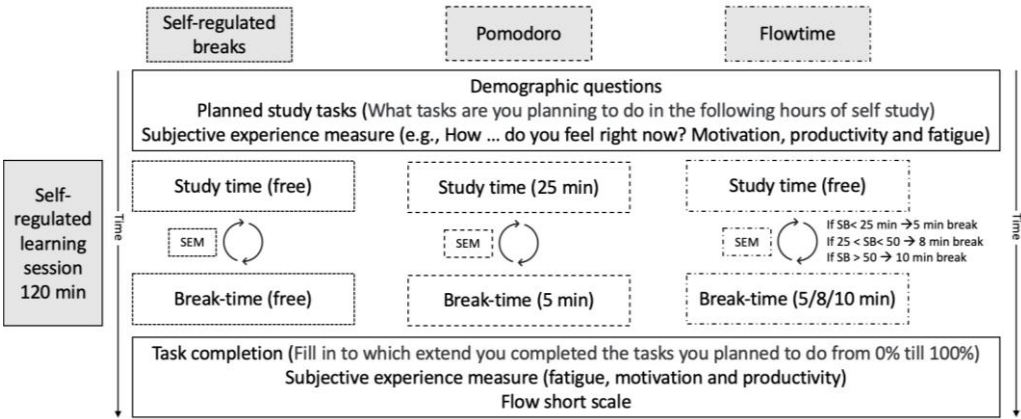 Self-regulated
breaks
Pomodoro
Flowtime
Demographic questions
Planned study tasks (What tasks are you planning to do in the following hours of self study)
Subjective experience measure (e.g., How ... do you feel right now? Motivation, productivity and fatigue)
Self-
regulated
learning
session
120 min
Time
Study time (free)
Study time (25 min)
Study time (free)
Time
SEM
SEM
SEM
If SB< 25 min →5 min break
If 25 < SB< 50 → 8 min break
If SB > 50 → 10 min break
Break-time (free)
Break-time (5 min)
Break-time (5/8/10 min)
Task completion (Fill in to which extend you completed the tasks you planned to do from 0% till 100%)
Subjective experience measure (fatigue, motivation and productivity)
Flow short scale